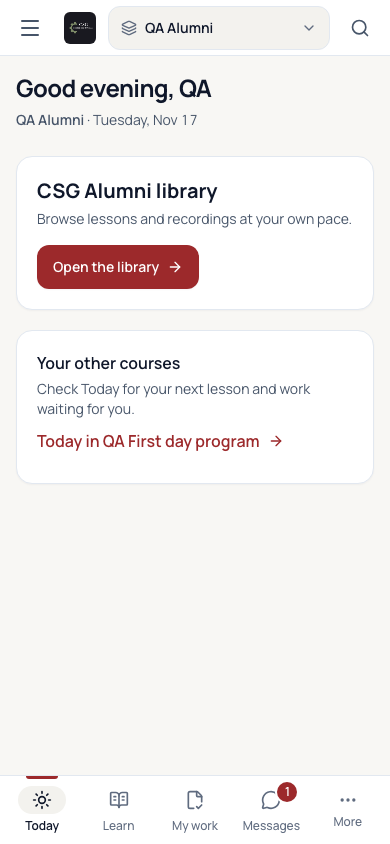 QA Alumni
Good evening, QA
QA Alumni · Tuesday, Nov 17
CSG Alumni library
Browse lessons and recordings at your own pace.
Open the library
Your other courses
Check Today for your next lesson and work
waiting for you.
Today in QA First day program
1
Today
Learn
My work
Messages
More